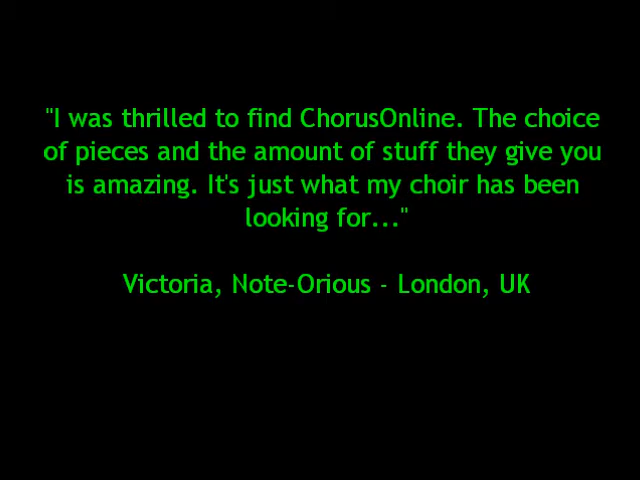 "I was thrilled to find ChorusOnline. The choice
of pieces and the amount of stuff they give you
is amazing. It's just what my choir has been
looking for..."
Victoria, Note-Orious - London, UK